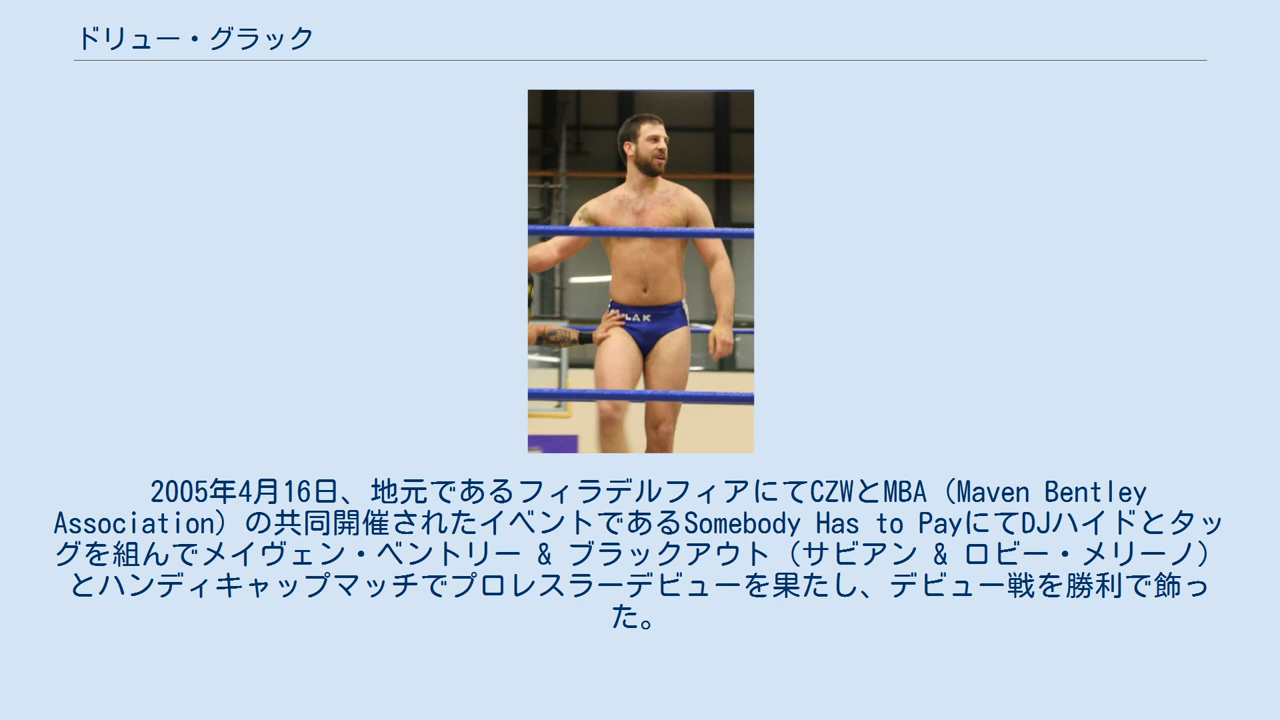 ドリュー・グラック
LAK
2005年4月16日、地元であるフィラデルフィアにてCZWとMBA（Maven Bentley
Association）の共同開催されたイベントであるSomebody Has to PayにてDJハイドとタッ
グを組んでメイヴェン・ベントリー & ブラックアウト（サビアン & ロビー・メリーノ）
とハンディキャップマッチでプロレスラーデビューを果たし、デビュー戦を勝利で飾っ
た。